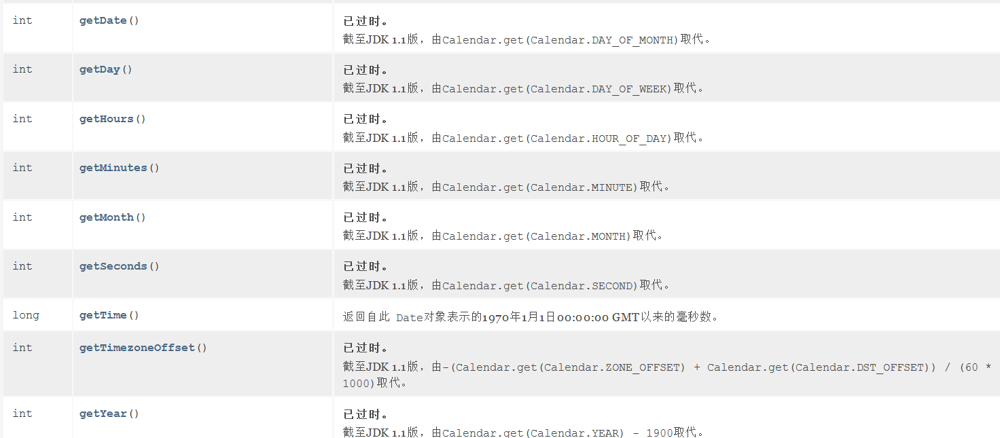 int getDate() 已过时。
截至JDK 1.1版，由Calendar.get(Calendar.DAY_OF_MONTH)取代。
int getDay() 已过时。
截至JDK 1.1版，由Calendar.get(Calendar.DAY_OF_WEEK)取代。
int getHours() 已过时。
截至JDK 1.1版，由Calendar.get(Calendar.HOUR_OF_DAY)取代。
int getMinutes() 已过时。
截至JDK 1.1版，由Calendar.get(Calendar.MINUTE)取代。
int getMonth() 已过时。
截至JDK 1.1版，由Calendar.get(Calendar.MONTH)取代。
int getSeconds() 已过时。
截至JDK 1.1版，由Calendar.get(Calendar.SECOND)取代。
long getTime() 返回自此 Date对象表示的1970年1月1日00:00:00 GMT以来的毫秒数。
int getTimezoneOffset() 已过时。
截至JDK 1.1版，由-(Calendar.get(Calendar.ZONE_OFFSET) + Calendar.get(Calendar.DST_OFFSET)) / (60 *
1000)取代。
int getYear() 已过时。
截至JDK 1.1版，由Calendar.get(Calendar.YEAR) - 1900取代。